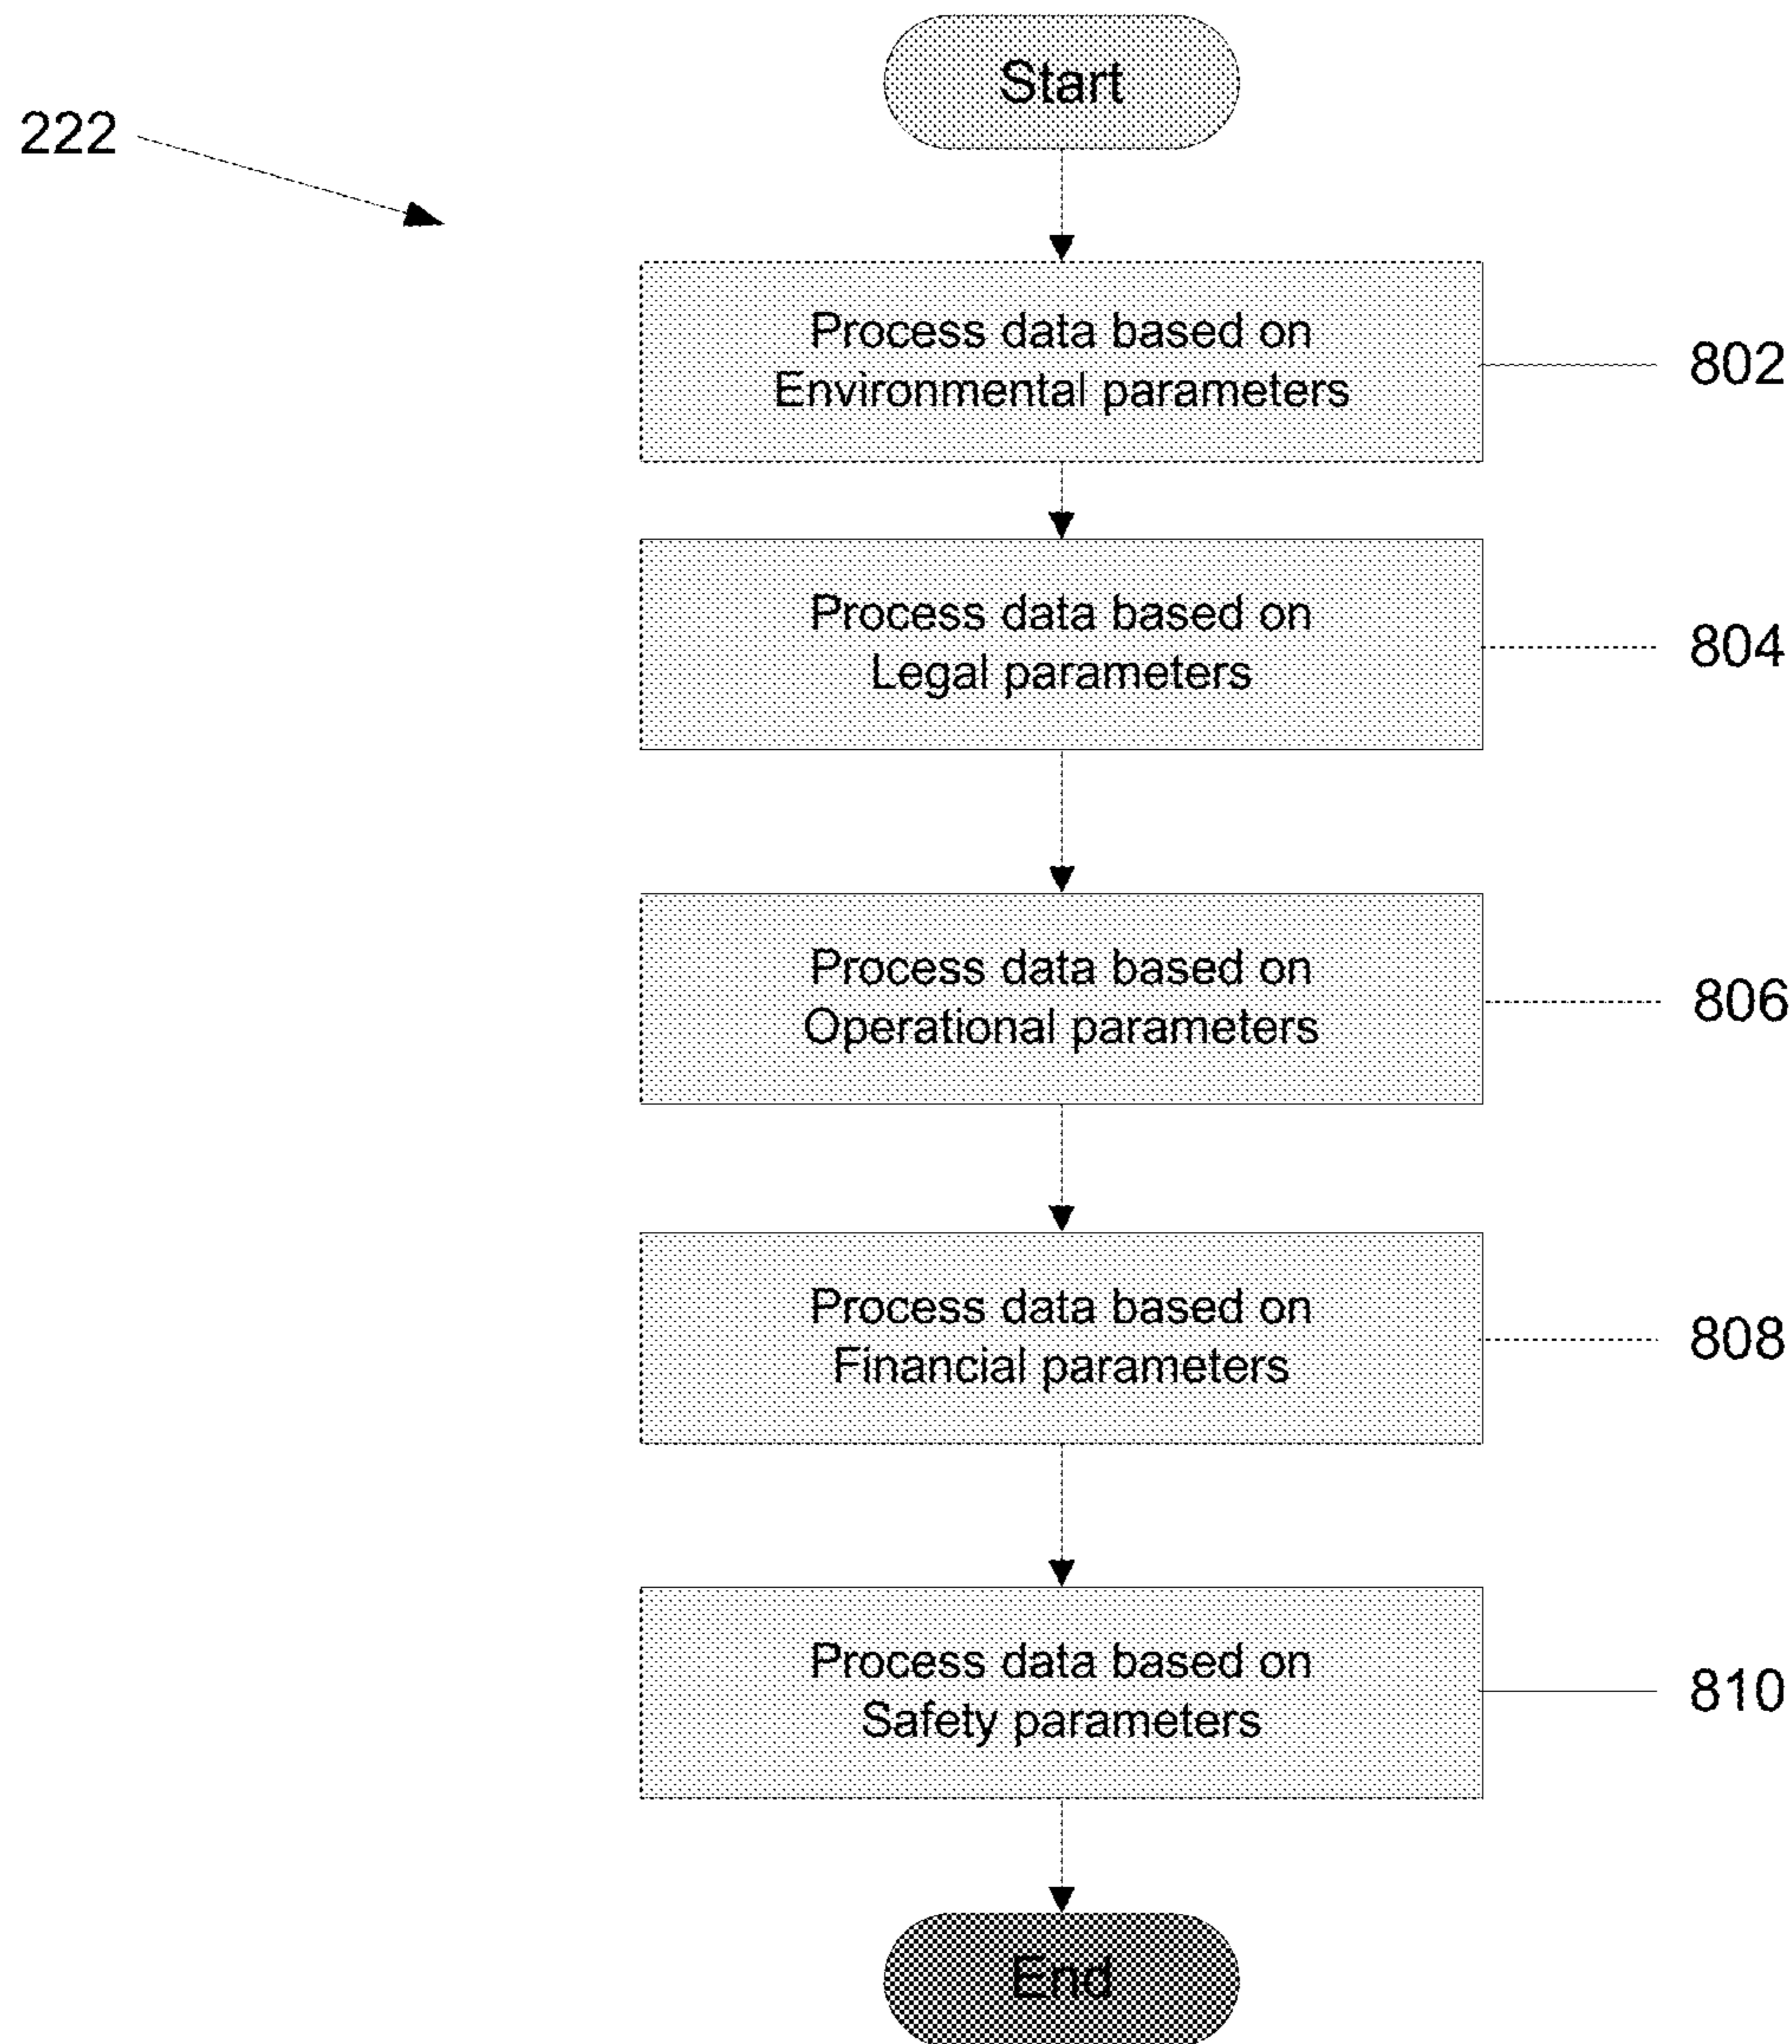 Start
222
Process data based on
Environmental parameters
802
Process data based on
Legal parameters
804
Process data based on
Operational parameters
806
Process data based on
Financial parameters
808
Process data based on
Safety parameters
810
End